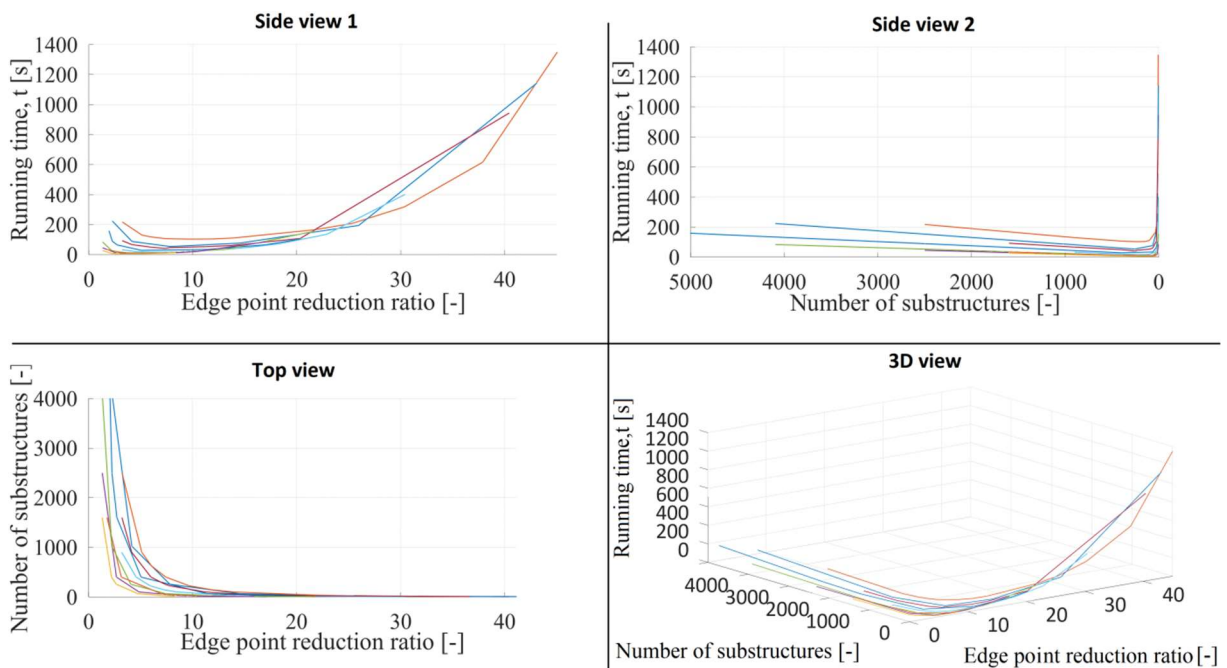 Side view 1
Running time, t [s]
1400
1200
1000
800
600
400
200
0
0 10 20 30 40
Edge point reduction ratio [-]
Side view 2
Running time, t [s]
1400
1200
1000
800
600
400
200
0
5000 4000 3000 2000 1000 0
Number of substructures [-]
Top view
Number of substructures [-]
4000
3000
2000
1000
0
0 10 20 30 40
Edge point reduction ratio [-]
3D view
Running time,t [s]
1400
1200
1000
800
600
400
200
0
4000
3000
2000
1000
0
0
10
20
30
40
Number of substructures [-]
Edge point reduction ratio [-]